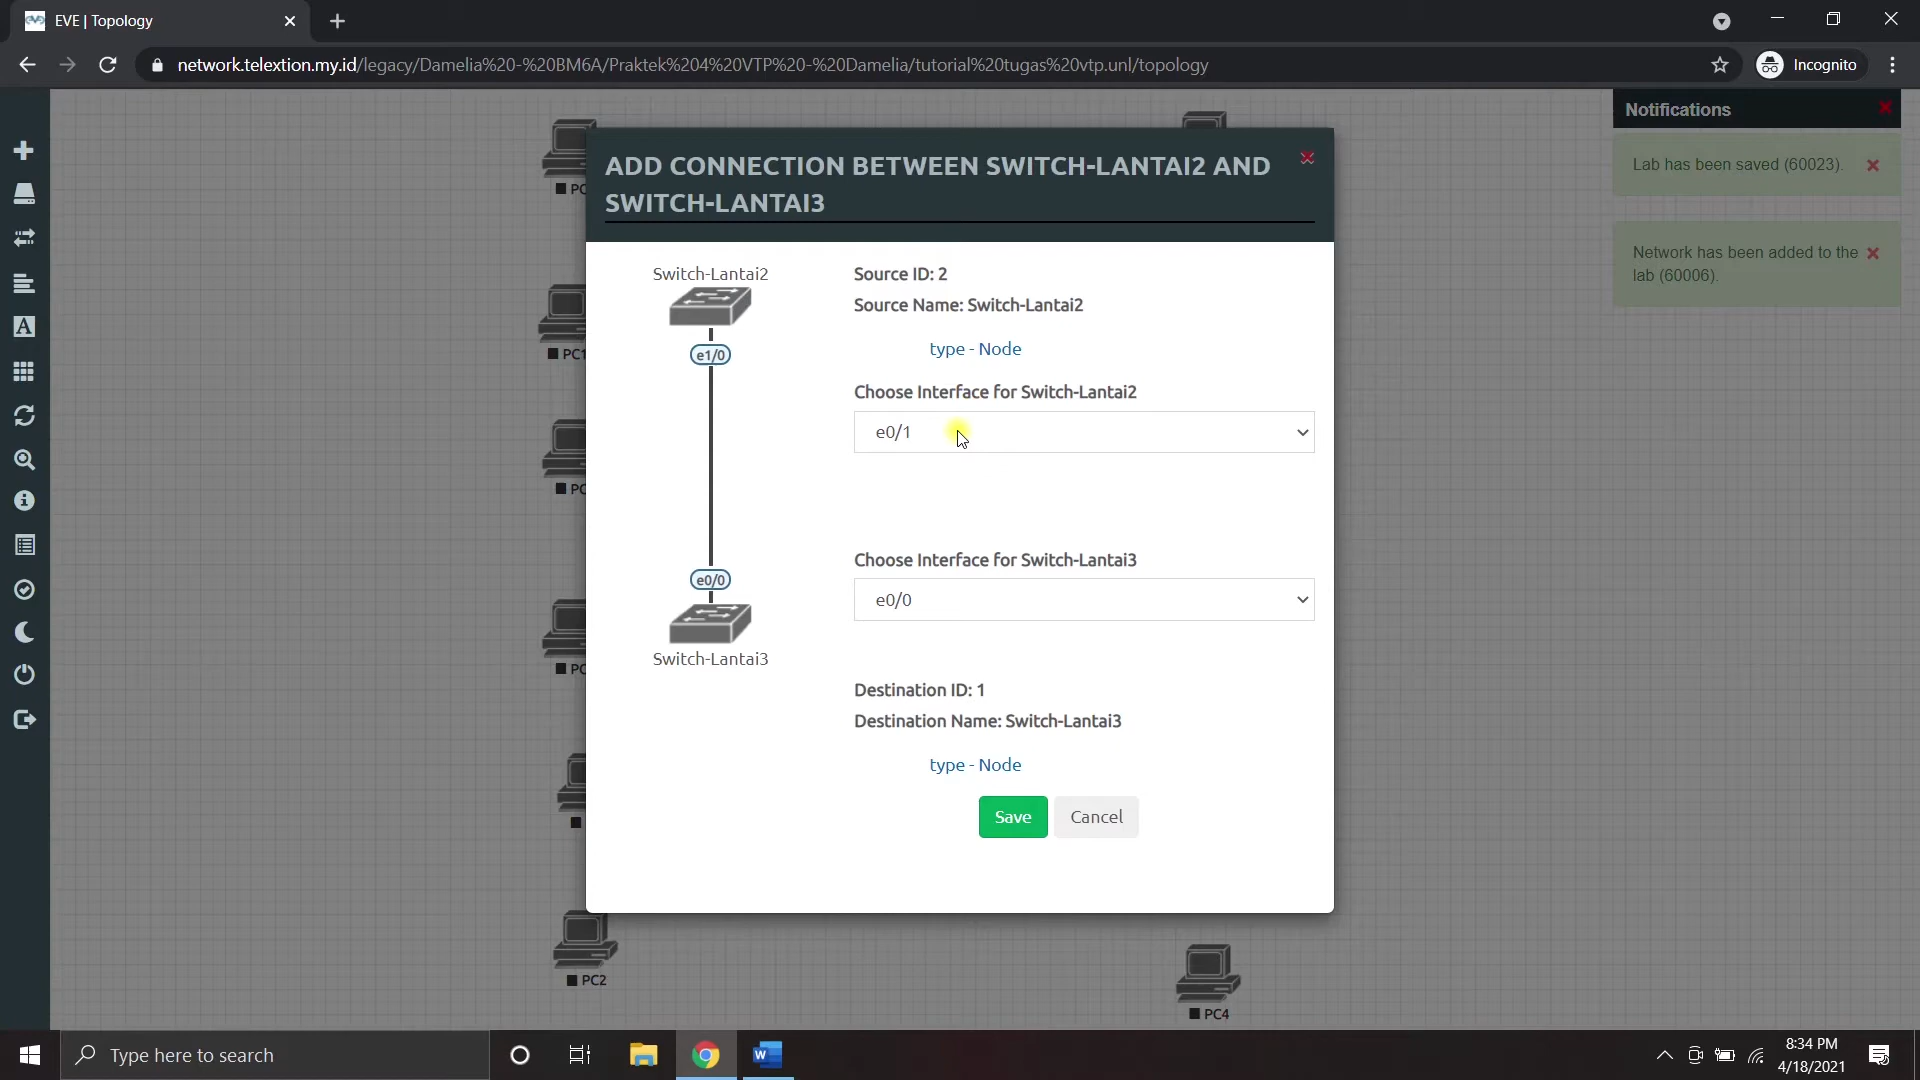 EVE | Topology
network.telextion.my.id/legacy/Damelia%20-%20BM6A/Praktek%204%20VTP%20-%20Damelia/tutorial%20tugas%20vtp.unl/topology
Incognito
Notifications
Lab has been saved (60023).
Network has been added to the
lab (60006).
ADD CONNECTION BETWEEN SWITCH-LANTAI2 AND
SWITCH-LANTAI3
Switch-Lantai2
e1/0
e0/0
Switch-Lantai3
Source ID: 2
Source Name: Switch-Lantai2
type - Node
Choose Interface for Switch-Lantai2
e0/1
Choose Interface for Switch-Lantai3
e0/0
Destination ID: 1
Destination Name: Switch-Lantai3
type - Node
Save
Cancel
PC
PC1
PC
PC
PC2
PC4
Type here to search
8:34 PM
4/18/2021